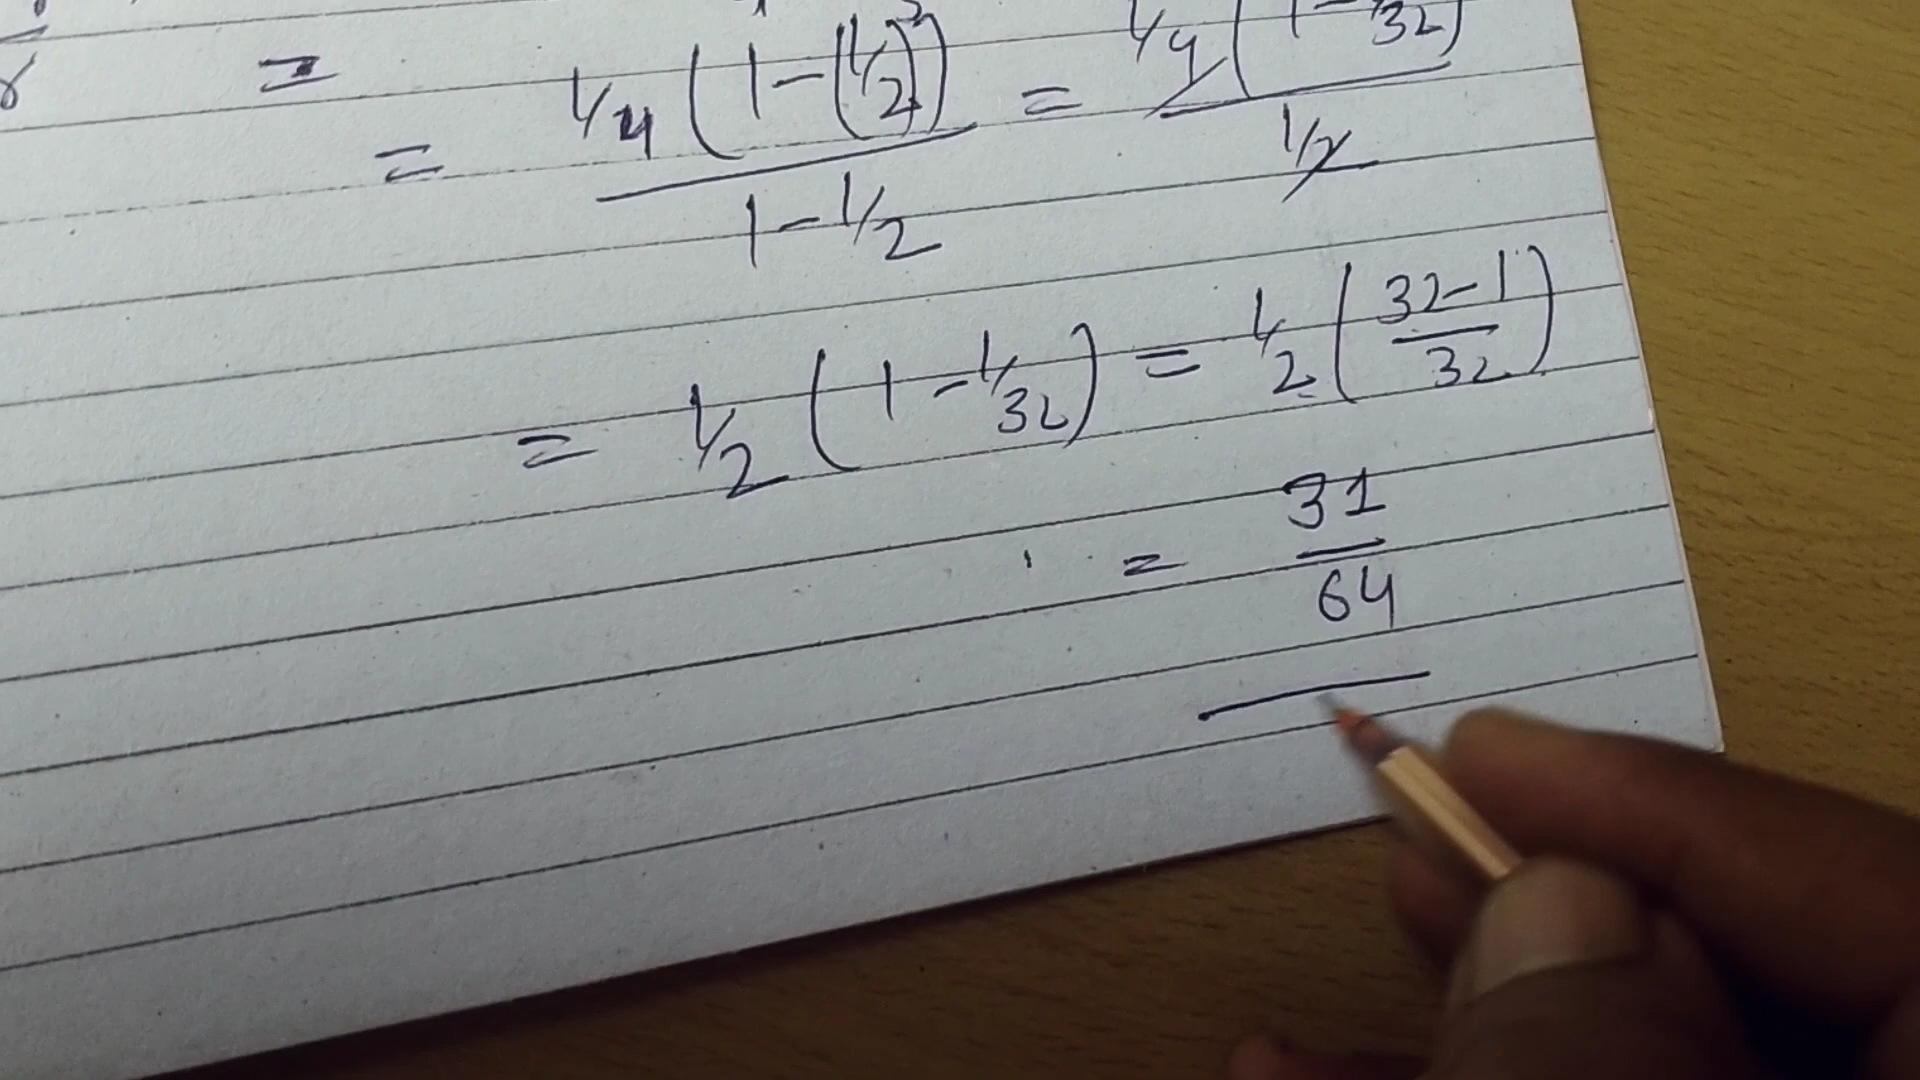 =
= 1/4 (1-(1/2)5) / 1-1/2 = 1/4 (1-1/32) / 1/2
= 1/2 (1-1/32) = 1/2 (32-1 / 32)
= 31/64